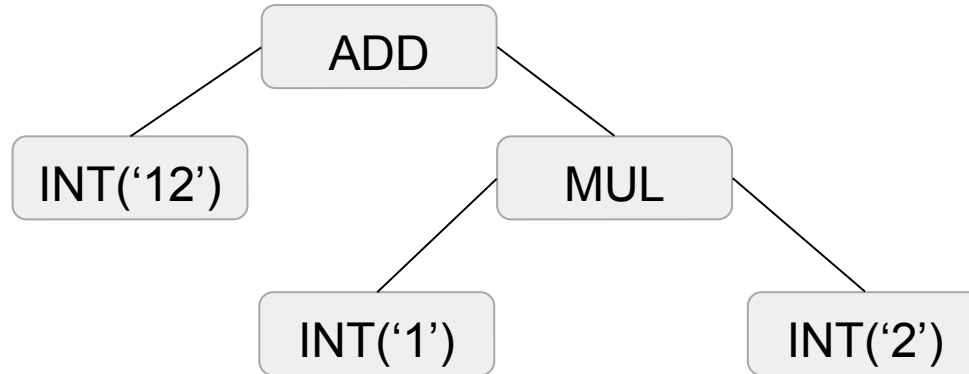 ADD
INT(‘12’)
MUL
INT(‘1’)
INT(‘2’)